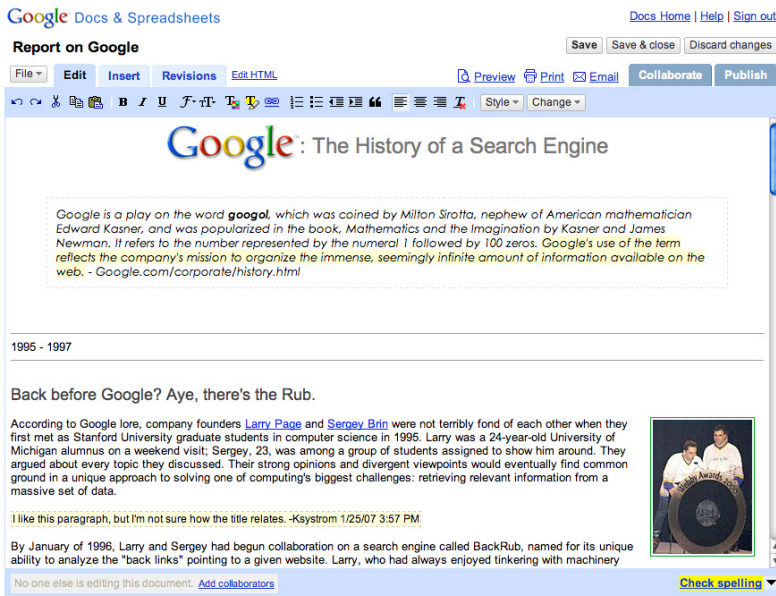 Google Docs & Spreadsheets
Docs Home | Help | Sign out
Report on Google
Save Save & close Discard changes
File Edit Insert Revisions Edit HTML Preview Print Email Collaborate Publish
B I U F T T T Style Change
Google™: The History of a Search Engine
Google is a play on the word googol, which was coined by Milton Sirotta, nephew of American mathematician
Edward Kasner, and was popularized in the book, Mathematics and the Imagination by Kasner and James
Newman. It refers to the number represented by the numeral 1 followed by 100 zeros. Google's use of the term
reflects the company's mission to organize the immense, seemingly infinite amount of information available on the
web. - Google.com/corporate/history.html
1995 - 1997
Back before Google? Aye, there's the Rub.
According to Google lore, company founders Larry Page and Sergey Brin were not terribly fond of each other when they
first met as Stanford University graduate students in computer science in 1995. Larry was a 24-year-old University of
Michigan alumnus on a weekend visit; Sergey, 23, was among a group of students assigned to show him around. They
argued about every topic they discussed. Their strong opinions and divergent viewpoints would eventually find common
ground in a unique approach to solving one of computing's biggest challenges: retrieving relevant information from a
massive set of data.
Webby Awards 2000
I like this paragraph, but I'm not sure how the title relates. -Ksystrom 1/25/07 3:57 PM
By January of 1996, Larry and Sergey had begun collaboration on a search engine called BackRub, named for its unique
ability to analyze the "back links" pointing to a given website. Larry, who had always enjoyed tinkering with machinery
No one else is editing this document. Add collaborators
Check spelling